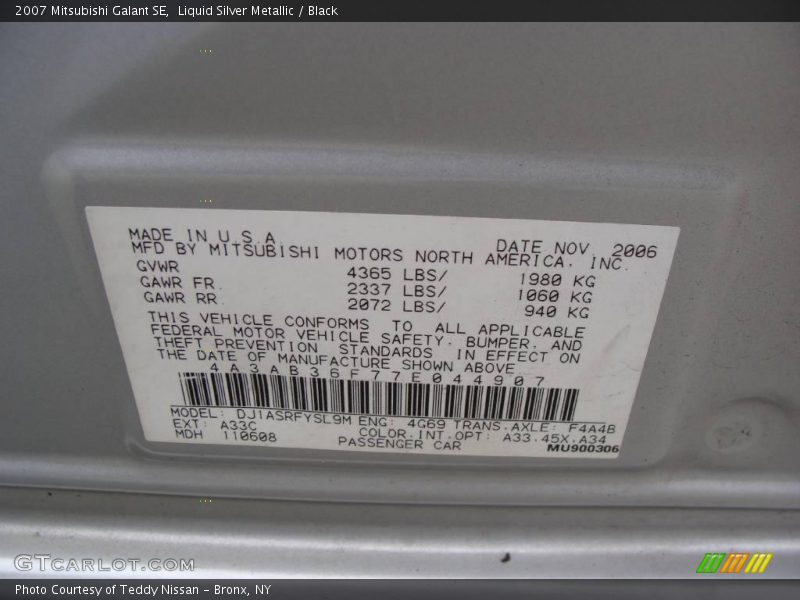 2007 Mitsubishi Galant SE,  Liquid Silver Metallic / Black
MADE IN U.S.A DATE NOV 2006
MFD BY MITSUBISHI MOTORS NORTH AMERICA, INC.
GVWR 4365 LBS/ 1980 KG
GAWR FR. 2337 LBS/ 1060 KG
GAWR RR. 2072 LBS/ 940 KG
THIS VEHICLE CONFORMS TO ALL APPLICABLE
FEDERAL MOTOR VEHICLE SAFETY, BUMPER, AND
THEFT PREVENTION STANDARDS IN EFFECT ON
THE DATE OF MANUFACTURE SHOWN ABOVE
4A3AB36F77E044907
MODEL: DJ1ASRFYSL9M ENG: 4G69 TRANS.AXLE: F4A4B
EXT: A33C COLOR.INT.OPT: A33.45X.A34
MDH 110608 PASSENGER CAR MU900306
GTCARLOT.COM
Photo Courtesy of Teddy Nissan - Bronx, NY